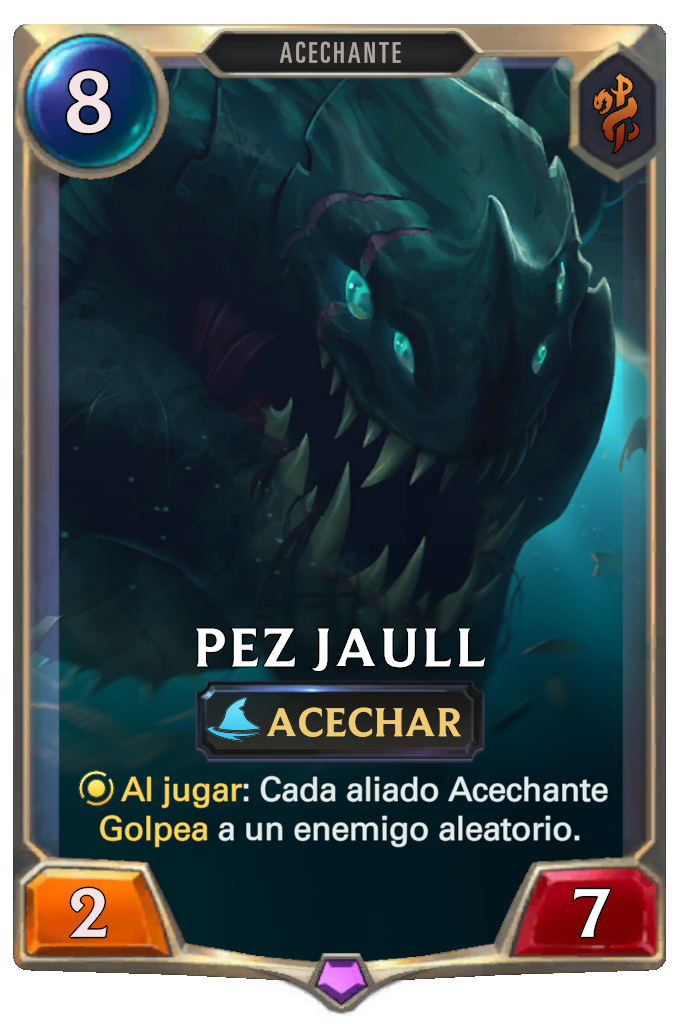 ACECHANTE
8
PEZ JAULL
ACECHAR
Al jugar: Cada aliado Acechante
Golpea a un enemigo aleatorio.
2
7